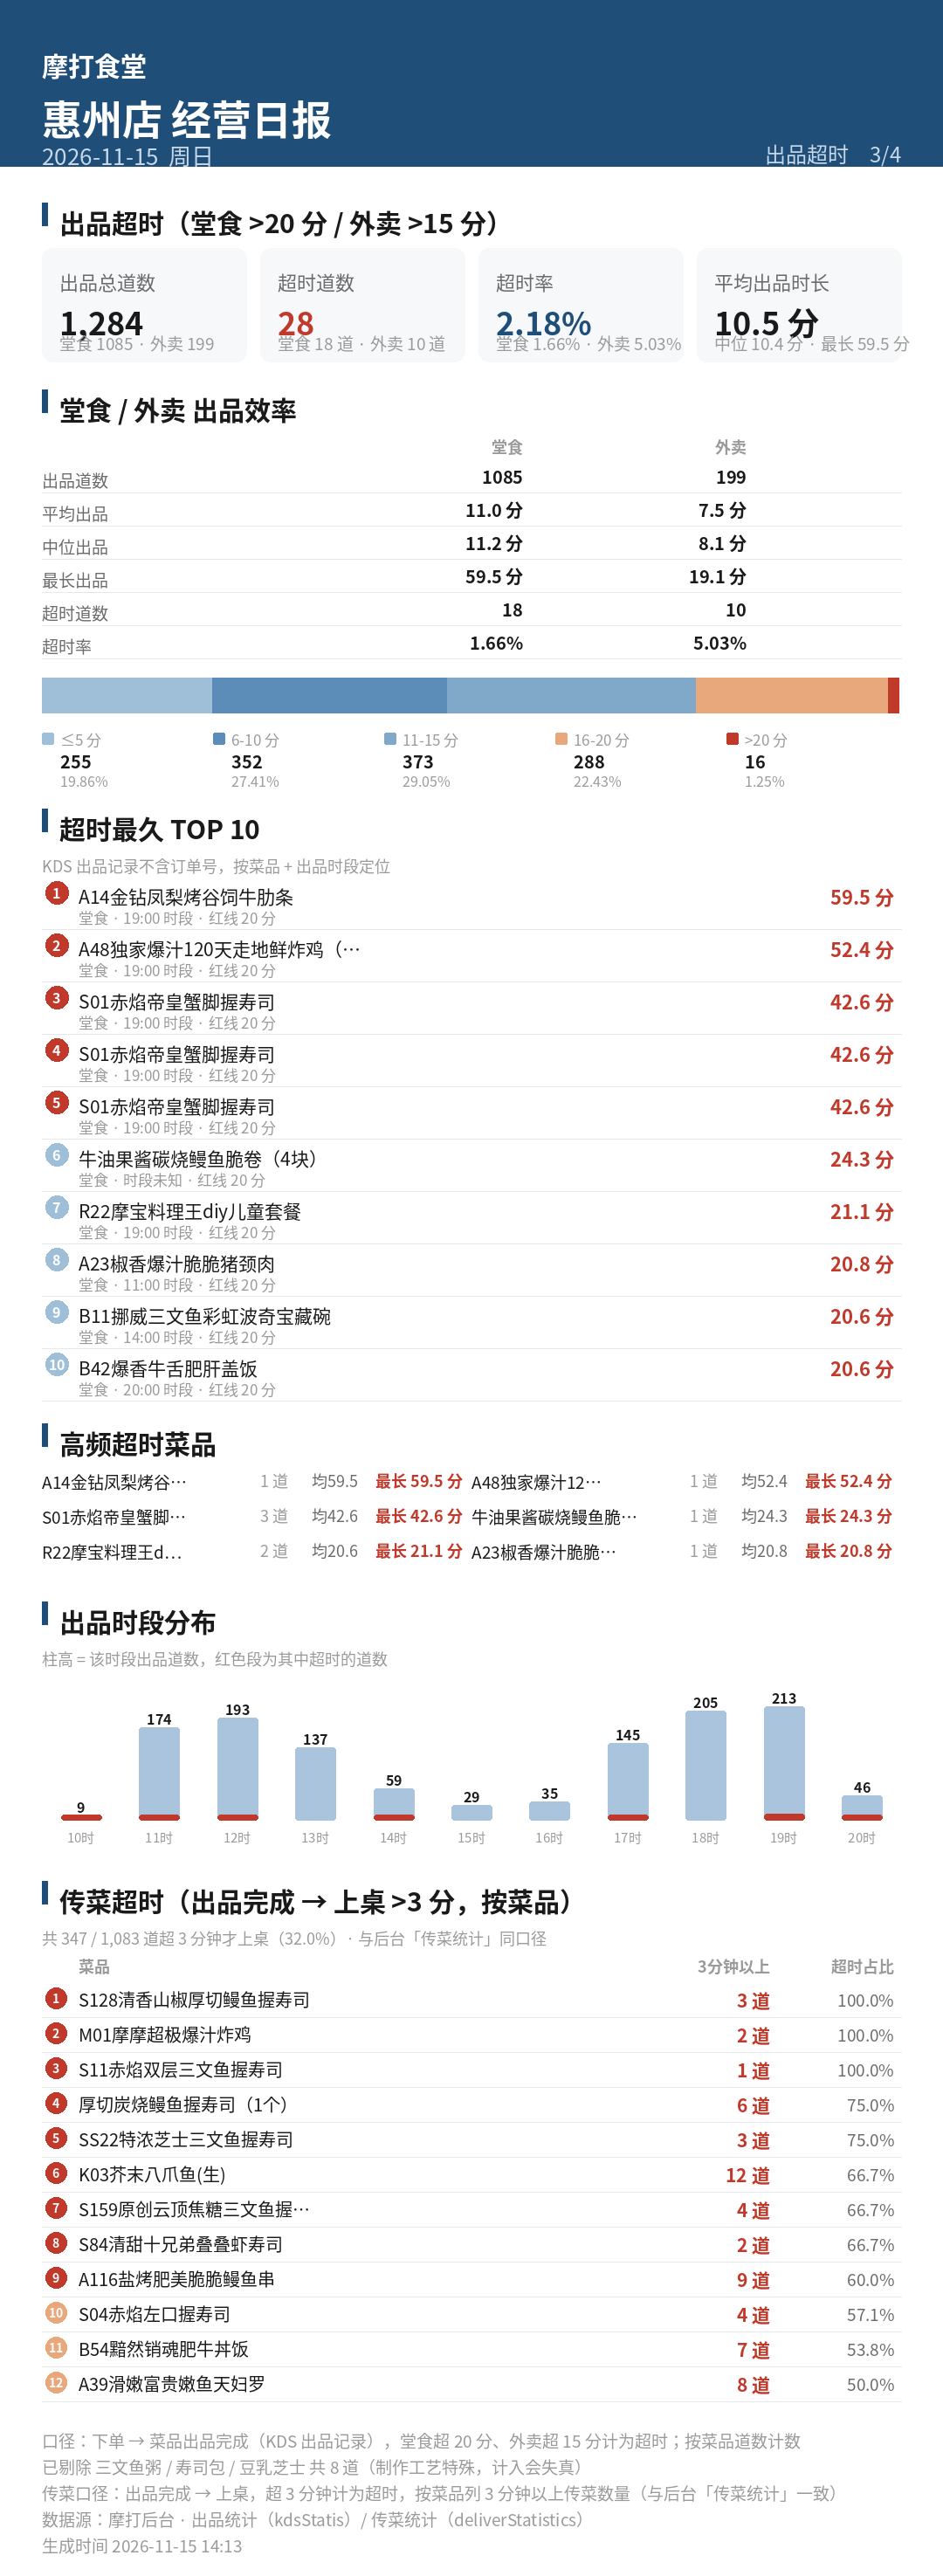 摩打食堂
惠州店 经营日报
2026-11-15 周日
出品超时 3/4
出品超时（堂食 >20 分 / 外卖 >15 分）
出品总道数 超时道数 超时率 平均出品时长
1,284 28 2.18% 10.5 分
堂食 1085 · 外卖 199 堂食 18 道 · 外卖 10 道 堂食 1.66% · 外卖 5.03% 中位 10.4 分 · 最长 59.5 分
堂食 / 外卖 出品效率
堂食 外卖
出品道数 1085 199
平均出品 11.0 分 7.5 分
中位出品 11.2 分 8.1 分
最长出品 59.5 分 19.1 分
超时道数 18 10
超时率 1.66% 5.03%
≤5 分 6-10 分 11-15 分 16-20 分 >20 分
255 352 373 288 16
19.86% 27.41% 29.05% 22.43% 1.25%
超时最久 TOP 10
KDS 出品记录不含订单号，按菜品 + 出品时段定位
1 A14金钻凤梨烤谷饲牛肋条 59.5 分
堂食 · 19:00 时段 · 红线 20 分
2 A48独家爆汁120天走地鲜炸鸡（… 52.4 分
堂食 · 19:00 时段 · 红线 20 分
3 S01赤焰帝皇蟹脚握寿司 42.6 分
堂食 · 19:00 时段 · 红线 20 分
4 S01赤焰帝皇蟹脚握寿司 42.6 分
堂食 · 19:00 时段 · 红线 20 分
5 S01赤焰帝皇蟹脚握寿司 42.6 分
堂食 · 19:00 时段 · 红线 20 分
6 牛油果酱碳烧鳗鱼脆卷（4块） 24.3 分
堂食 · 时段未知 · 红线 20 分
7 R22摩宝料理王diy儿童套餐 21.1 分
堂食 · 19:00 时段 · 红线 20 分
8 A23椒香爆汁脆脆猪颈肉 20.8 分
堂食 · 11:00 时段 · 红线 20 分
9 B11挪威三文鱼彩虹波奇宝藏碗 20.6 分
堂食 · 14:00 时段 · 红线 20 分
10 B42爆香牛舌肥肝盖饭 20.6 分
堂食 · 20:00 时段 · 红线 20 分
高频超时菜品
A14金钻凤梨烤谷… 1 道 均59.5 最长 59.5 分 A48独家爆汁12… 1 道 均52.4 最长 52.4 分
S01赤焰帝皇蟹脚… 3 道 均42.6 最长 42.6 分 牛油果酱碳烧鳗鱼脆… 1 道 均24.3 最长 24.3 分
R22摩宝料理王d… 2 道 均20.6 最长 21.1 分 A23椒香爆汁脆脆… 1 道 均20.8 最长 20.8 分
出品时段分布
柱高 = 该时段出品道数，红色段为其中超时的道数
9 174 193 137 59 29 35 145 205 213 46
10时 11时 12时 13时 14时 15时 16时 17时 18时 19时 20时
传菜超时（出品完成 → 上桌 >3 分，按菜品）
共 347 / 1,083 道超 3 分钟才上桌（32.0%）· 与后台「传菜统计」同口径
菜品 3分钟以上 超时占比
1 S128清香山椒厚切鳗鱼握寿司 3 道 100.0%
2 M01摩摩超极爆汁炸鸡 2 道 100.0%
3 S11赤焰双层三文鱼握寿司 1 道 100.0%
4 厚切炭烧鳗鱼握寿司（1个） 6 道 75.0%
5 SS22特浓芝士三文鱼握寿司 3 道 75.0%
6 K03芥末八爪鱼(生) 12 道 66.7%
7 S159原创云顶焦糖三文鱼握… 4 道 66.7%
8 S84清甜十兄弟叠叠虾寿司 2 道 66.7%
9 A116盐烤肥美脆脆鳗鱼串 9 道 60.0%
10 S04赤焰左口握寿司 4 道 57.1%
11 B54黯然销魂肥牛丼饭 7 道 53.8%
12 A39滑嫩富贵嫩鱼天妇罗 8 道 50.0%
口径：下单 → 菜品出品完成（KDS 出品记录），堂食超 20 分、外卖超 15 分计为超时；按菜品道数计数
已剔除 三文鱼粥 / 寿司包 / 豆乳芝士 共 8 道（制作工艺特殊，计入会失真）
传菜口径：出品完成 → 上桌，超 3 分钟计为超时，按菜品列 3 分钟以上传菜数量（与后台「传菜统计」一致）
数据源：摩打后台 · 出品统计（kdsStatis）/ 传菜统计（deliverStatistics）
生成时间 2026-11-15 14:13